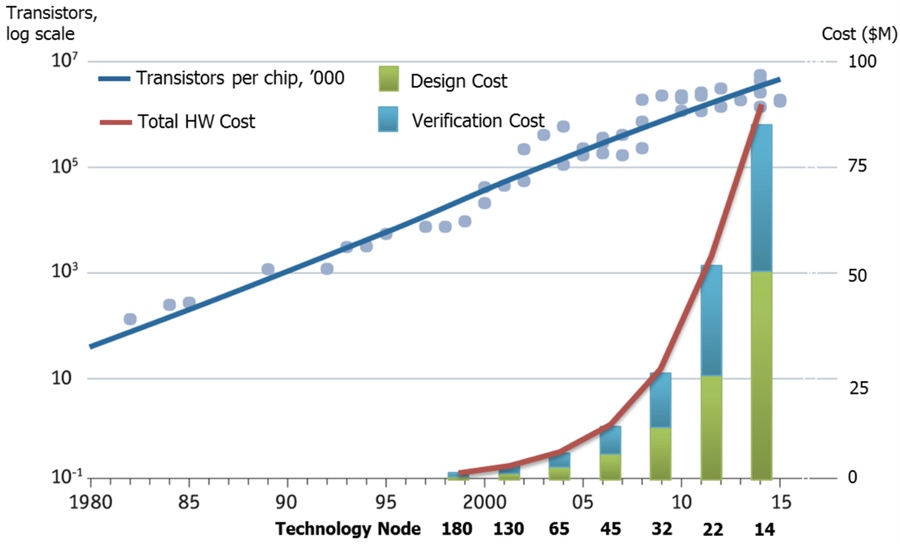 Transistors,
log scale
Cost ($M)
10⁷
100
Transistors per chip, ’000
Design Cost
Total HW Cost
Verification Cost
10⁵
75
10³
50
10
25
10⁻¹
0
1980 85 90 95 2000 05 10 15
Technology Node 180 130 65 45 32 22 14